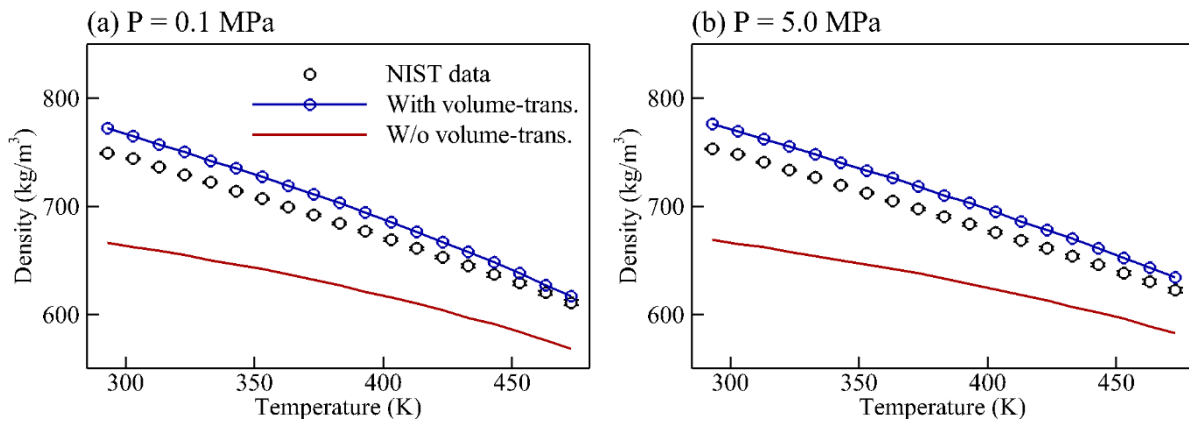 (a) P = 0.1 MPa
800
700
600
Density (kg/m³)
NIST data
With volume-trans.
W/o volume-trans.
300
350
400
450
Temperature (K)
(b) P = 5.0 MPa
800
700
600
Density (kg/m³)
300
350
400
450
Temperature (K)